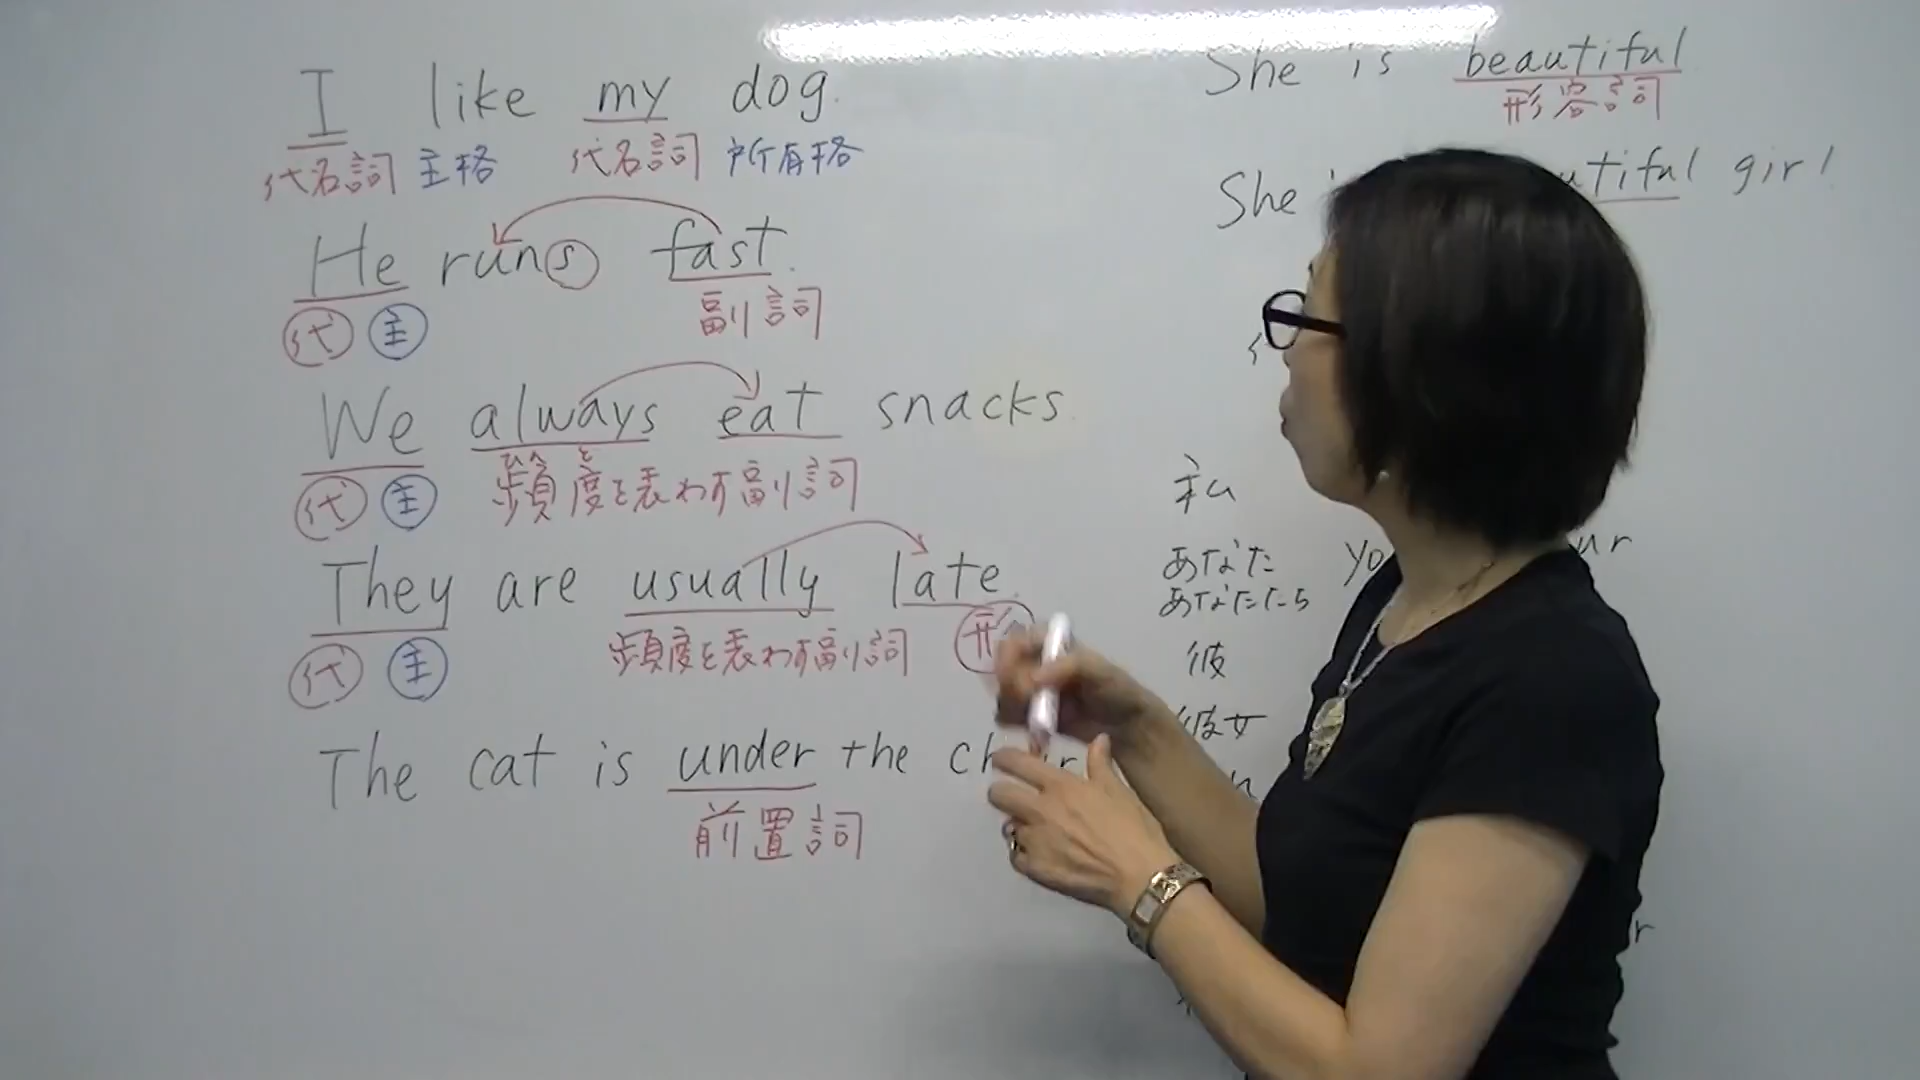 I like my dog.
代名詞 主格 代名詞 所有格
He runs fast.
代 主 副詞
We always eat snacks.
ひん ど
代 主 頻度を表わす副詞
They are usually late.
代 主 頻度を表わす副詞 形
The cat is under the
前置詞
She is beautiful
形容詞
She girl
私
あなた
あなたたち
彼
彼女